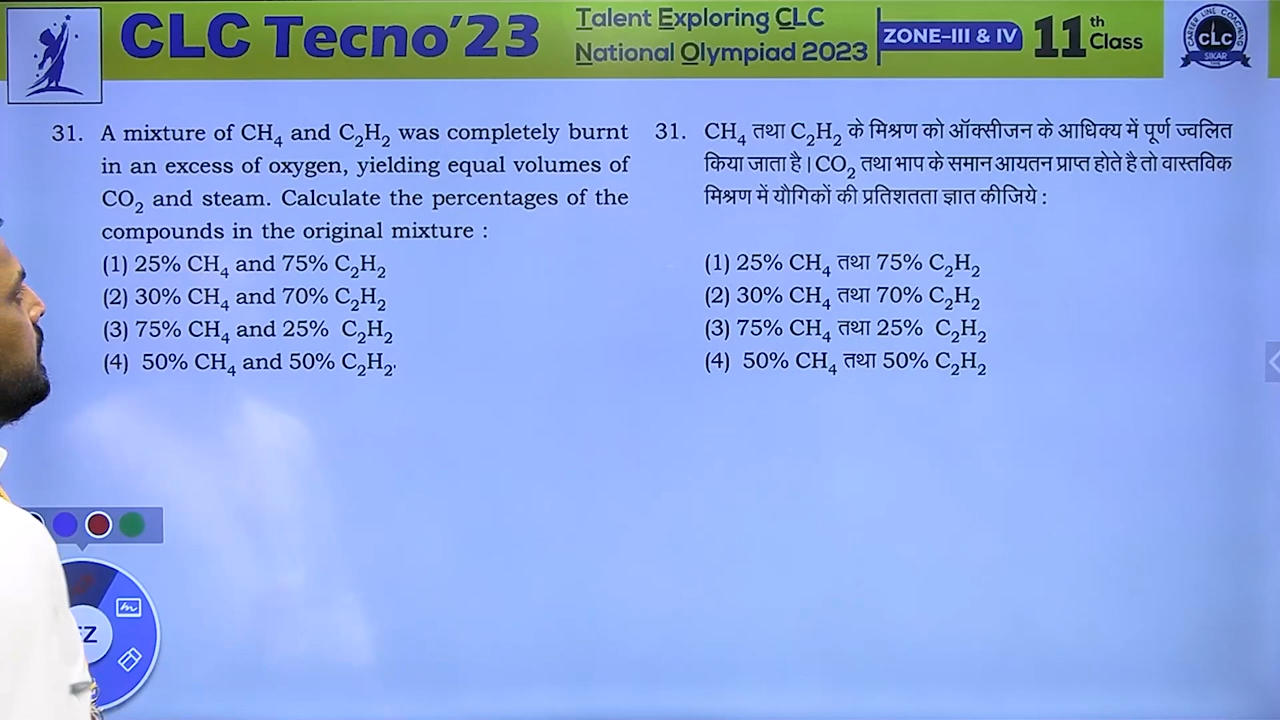 CLC Tecno'23
Talent Exploring CLC
National Olympiad 2023
ZONE-III & IV
11th Class
CAREER LINE COACHING
CLC
SIKAR
31. A mixture of CH4 and C2H2 was completely burnt
in an excess of oxygen, yielding equal volumes of
CO2 and steam. Calculate the percentages of the
compounds in the original mixture :
(1) 25% CH4 and 75% C2H2
(2) 30% CH4 and 70% C2H2
(3) 75% CH4 and 25% C2H2
(4) 50% CH4 and 50% C2H2.
31. CH4 तथा C2H2 के मिश्रण को ऑक्सीजन के आधिक्य में पूर्ण ज्वलित
किया जाता है। CO2 तथा भाप के समान आयतन प्राप्त होते है तो वास्तविक
मिश्रण में यौगिकों की प्रतिशतता ज्ञात कीजिये :
(1) 25% CH4 तथा 75% C2H2
(2) 30% CH4 तथा 70% C2H2
(3) 75% CH4 तथा 25% C2H2
(4) 50% CH4 तथा 50% C2H2